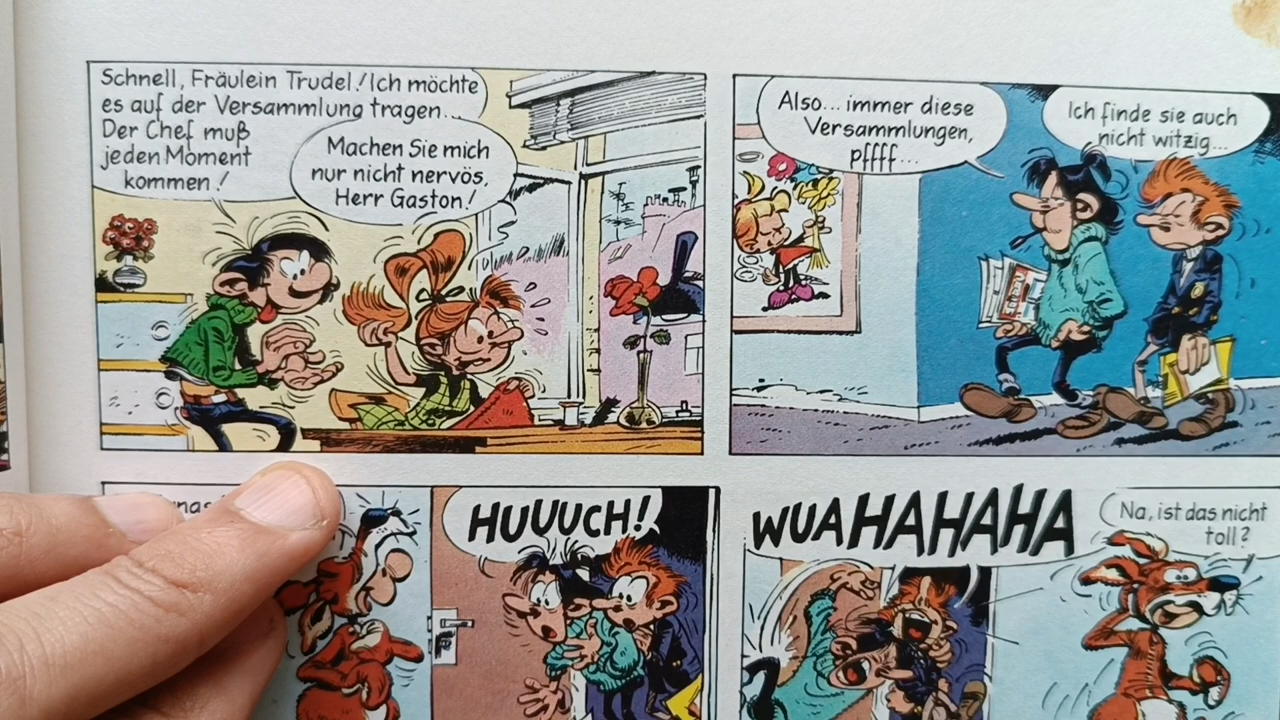 Schnell, Fräulein Trudel! Ich möchte
es auf der Versammlung tragen...
Der Chef muß
jeden Moment
kommen!
Machen Sie mich
nur nicht nervös,
Herr Gaston!
Also... immer diese
Versammlungen,
pffff...
Ich finde sie auch
nicht witzig...
HUUUCH!
WUAHAHAHAHA
Na, ist das nicht
toll?